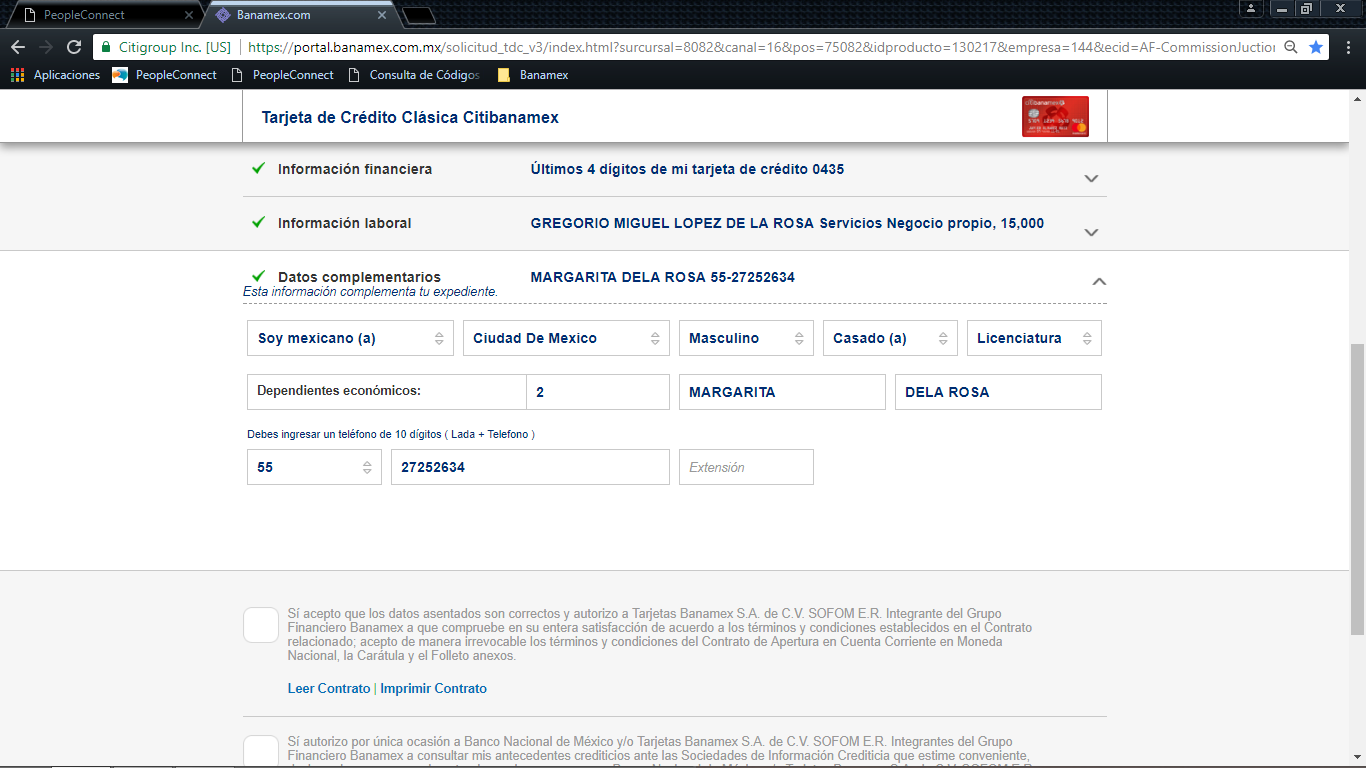 PeopleConnect
Banamex.com
Citigroup Inc. [US] https://portal.banamex.com.mx/solicitud_tdc_v3/index.html?surcursal=8082&canal=16&pos=75082&idproducto=130217&empresa=144&ecid=AF-CommissionJuction
Aplicaciones PeopleConnect PeopleConnect Consulta de Códigos Banamex
Tarjeta de Crédito Clásica Citibanamex
Información financiera Últimos 4 dígitos de mi tarjeta de crédito 0435
Información laboral GREGORIO MIGUEL LOPEZ DE LA ROSA Servicios Negocio propio, 15,000
Datos complementarios MARGARITA DELA ROSA 55-27252634
Esta información complementa tu expediente.
Soy mexicano (a) Ciudad De Mexico Masculino Casado (a) Licenciatura
Dependientes económicos: 2 MARGARITA DELA ROSA
Debes ingresar un teléfono de 10 dígitos ( Lada + Telefono )
55 27252634 Extensión
Sí acepto que los datos asentados son correctos y autorizo a Tarjetas Banamex S.A. de C.V. SOFOM E.R. Integrante del Grupo
Financiero Banamex a que compruebe en su entera satisfacción de acuerdo a los términos y condiciones establecidos en el Contrato
relacionado; acepto de manera irrevocable los términos y condiciones del Contrato de Apertura en Cuenta Corriente en Moneda
Nacional, la Carátula y el Folleto anexos.
Leer Contrato | Imprimir Contrato
Sí autorizo por única ocasión a Banco Nacional de México y/o Tarjetas Banamex S.A. de C.V. SOFOM E.R. Integrantes del Grupo
Financiero Banamex a consultar mis antecedentes crediticios ante las Sociedades de Información Crediticia que estime conveniente,